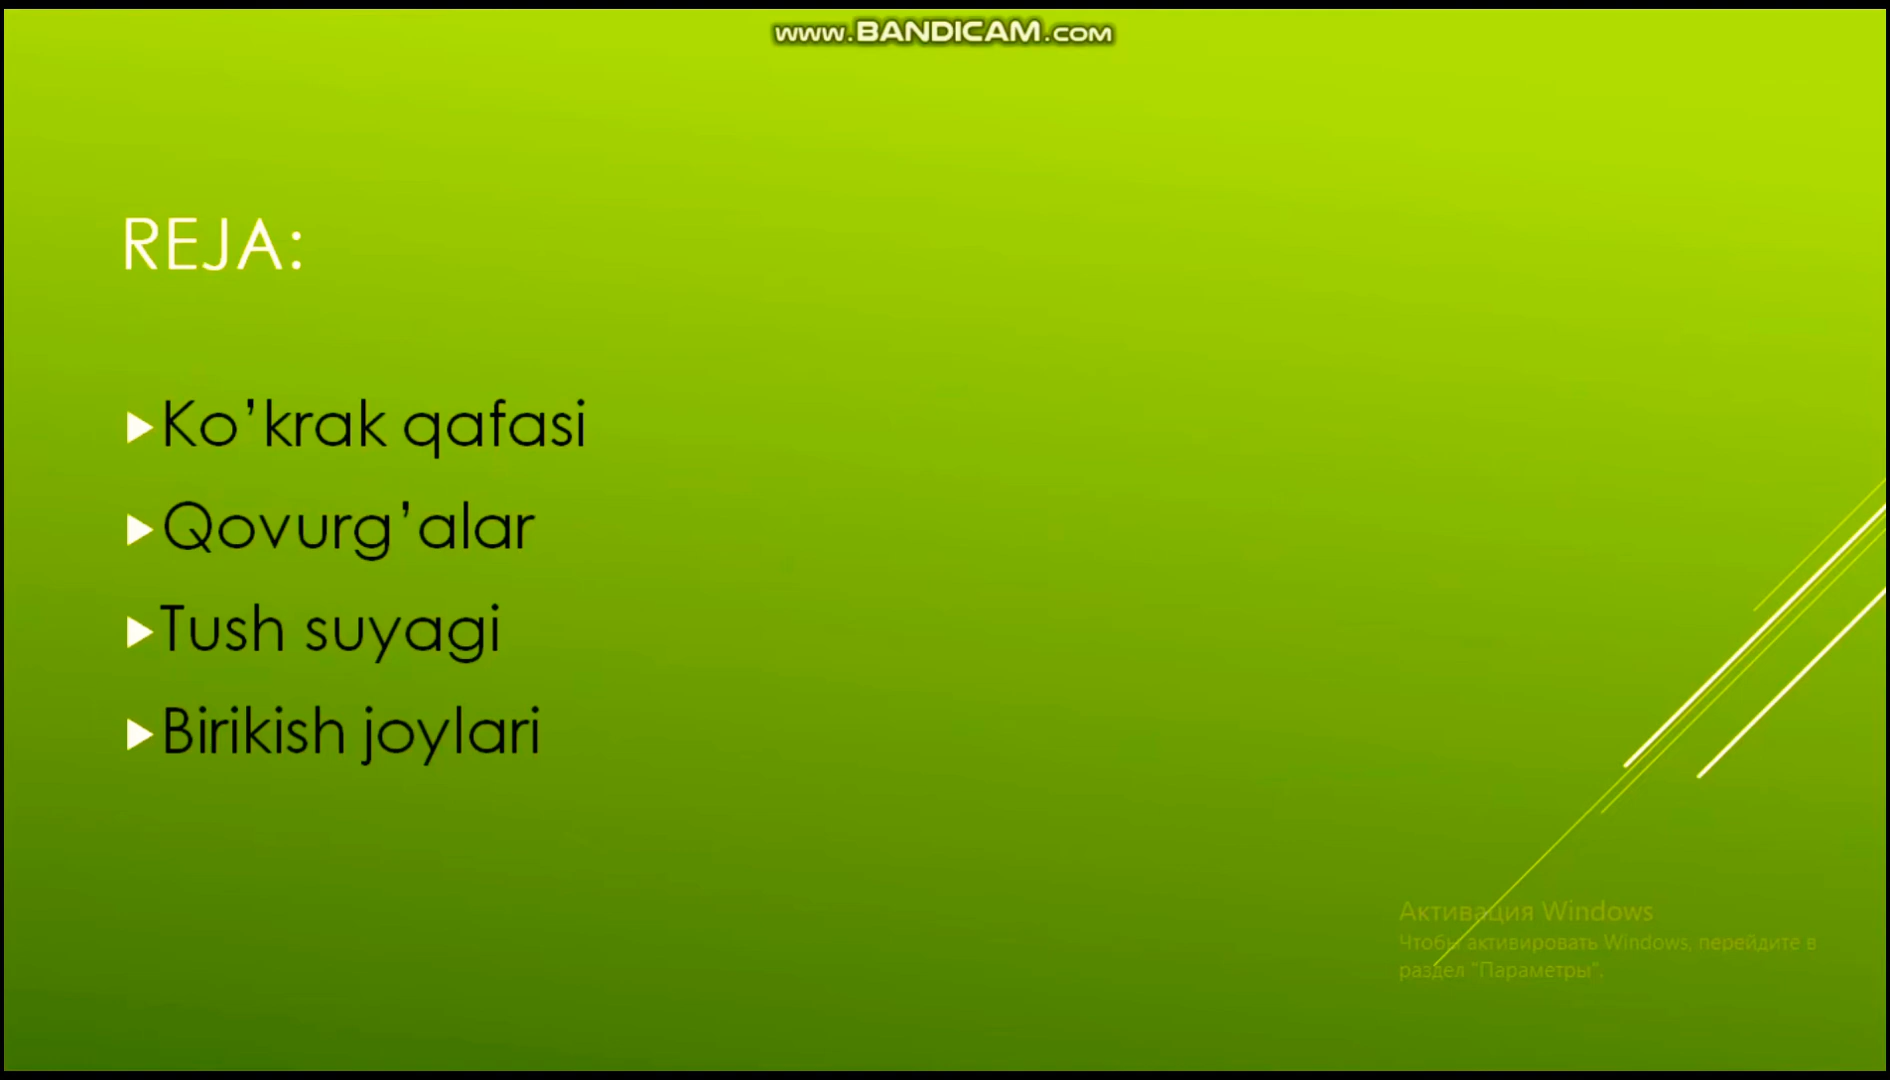 www.BANDICAM.com
REJA:
Ko’krak qafasi
Qovurg’alar
Tush suyagi
Birikish joylari
Активация Windows
Чтобы активировать Windows, перейдите в
раздел "Параметры".